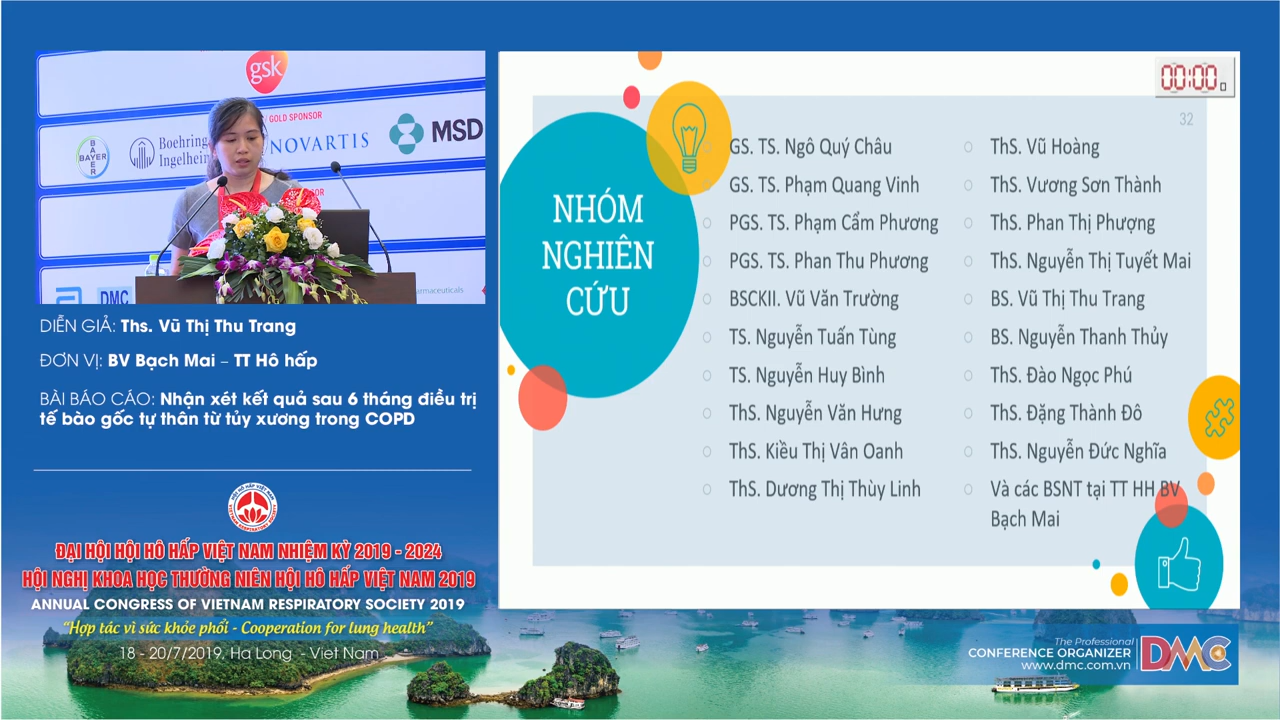 gsk
GOLD SPONSOR
BAYER
BAYER
Boehringer
Ingelheim
NOVARTIS
MSD
DMC
DIỄN GIẢ: Ths. Vũ Thị Thu Trang
ĐƠN VỊ: BV Bạch Mai – TT Hô hấp
BÀI BÁO CÁO: Nhận xét kết quả sau 6 tháng điều trị
tế bào gốc tự thân từ tủy xương trong COPD
HỘI HÔ HẤP VIỆT NAM
VIETNAM RESPIRATORY SOCIETY
ĐẠI HỘI HỘI HÔ HẤP VIỆT NAM NHIỆM KỲ 2019 - 2024
HỘI NGHỊ KHOA HỌC THƯỜNG NIÊN HỘI HÔ HẤP VIỆT NAM 2019
ANNUAL CONGRESS OF VIETNAM RESPIRATORY SOCIETY 2019
“Hợp tác vì sức khỏe phổi - Cooperation for lung health”
18 - 20/7/2019, Ha Long - Viet Nam
00:00
32
NHÓM
NGHIÊN
CỨU
GS. TS. Ngô Quý Châu
GS. TS. Phạm Quang Vinh
PGS. TS. Phạm Cẩm Phương
PGS. TS. Phan Thu Phương
BSCKII. Vũ Văn Trường
TS. Nguyễn Tuấn Tùng
TS. Nguyễn Huy Bình
ThS. Nguyễn Văn Hưng
ThS. Kiều Thị Vân Oanh
ThS. Dương Thị Thùy Linh
ThS. Vũ Hoàng
ThS. Vương Sơn Thành
ThS. Phan Thị Phượng
ThS. Nguyễn Thị Tuyết Mai
BS. Vũ Thị Thu Trang
BS. Nguyễn Thanh Thủy
ThS. Đào Ngọc Phú
ThS. Đặng Thành Đô
ThS. Nguyễn Đức Nghĩa
Và các BSNT tại TT HH BV
Bạch Mai
The Professional
CONFERENCE ORGANIZER
www.dmc.com.vn
DMC